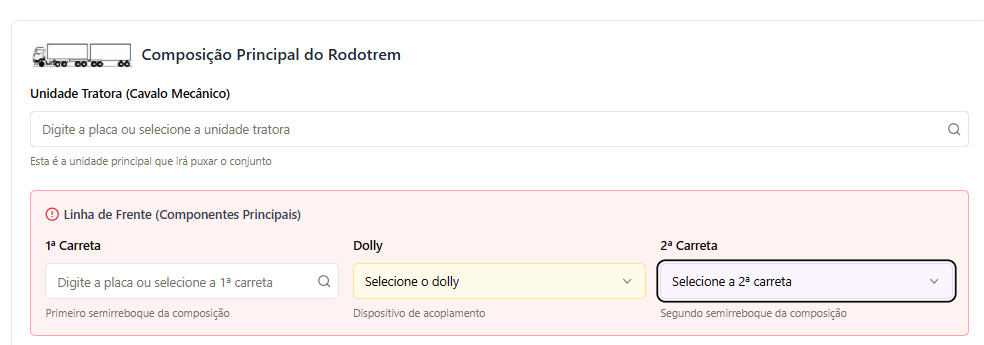 Composição Principal do Rodotrem
Unidade Tratora (Cavalo Mecânico)
Digite a placa ou selecione a unidade tratora
Esta é a unidade principal que irá puxar o conjunto
Linha de Frente (Componentes Principais)
1ª Carreta
Dolly
2ª Carreta
Digite a placa ou selecione a 1ª carreta
Selecione o dolly
Selecione a 2ª carreta
Primeiro semirreboque da composição
Dispositivo de acoplamento
Segundo semirreboque da composição